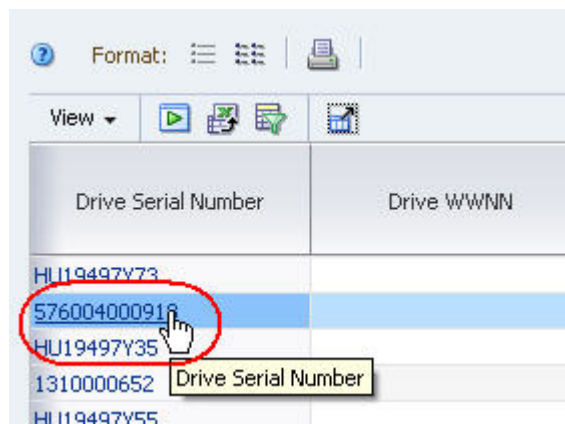 Format:
View
Drive Serial Number Drive WWNN
HU19497Y73
576004000918
HU19497Y35
1310000652 Drive Serial Number
HU19497Y55